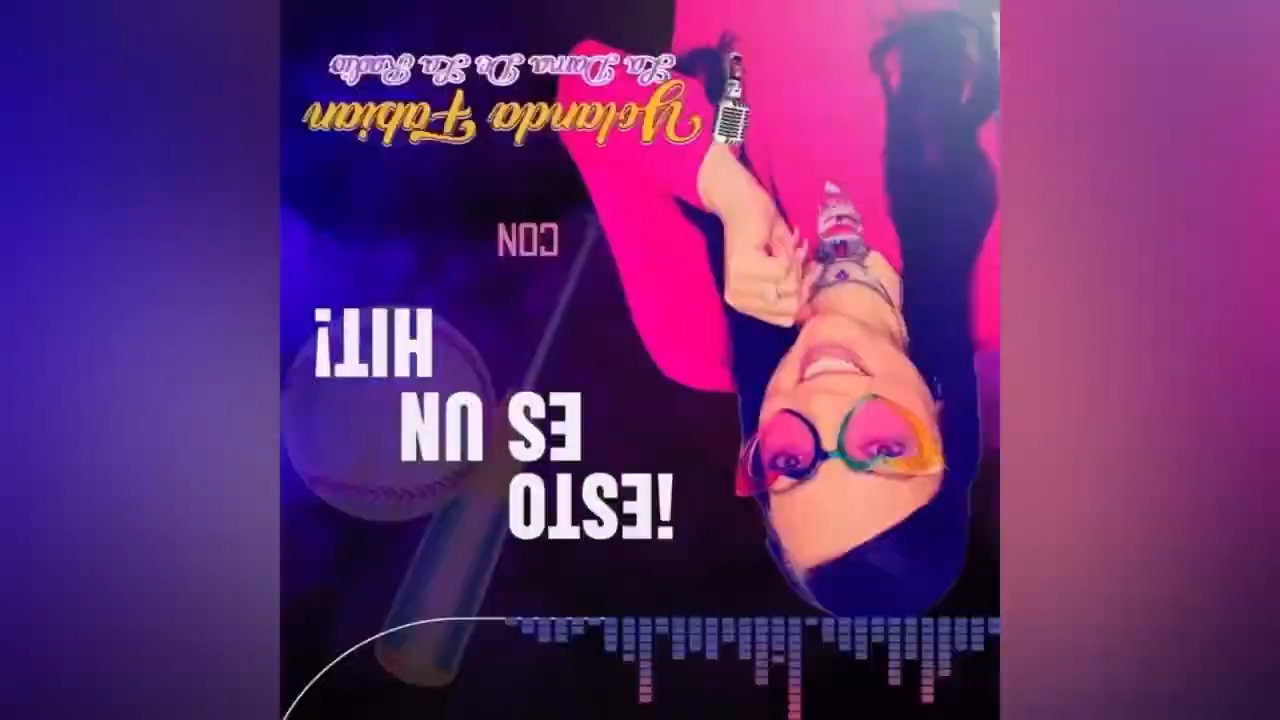 ¡ESTO
ES UN
HIT!
CON
Yolanda Fabian
La Dama De La Radio